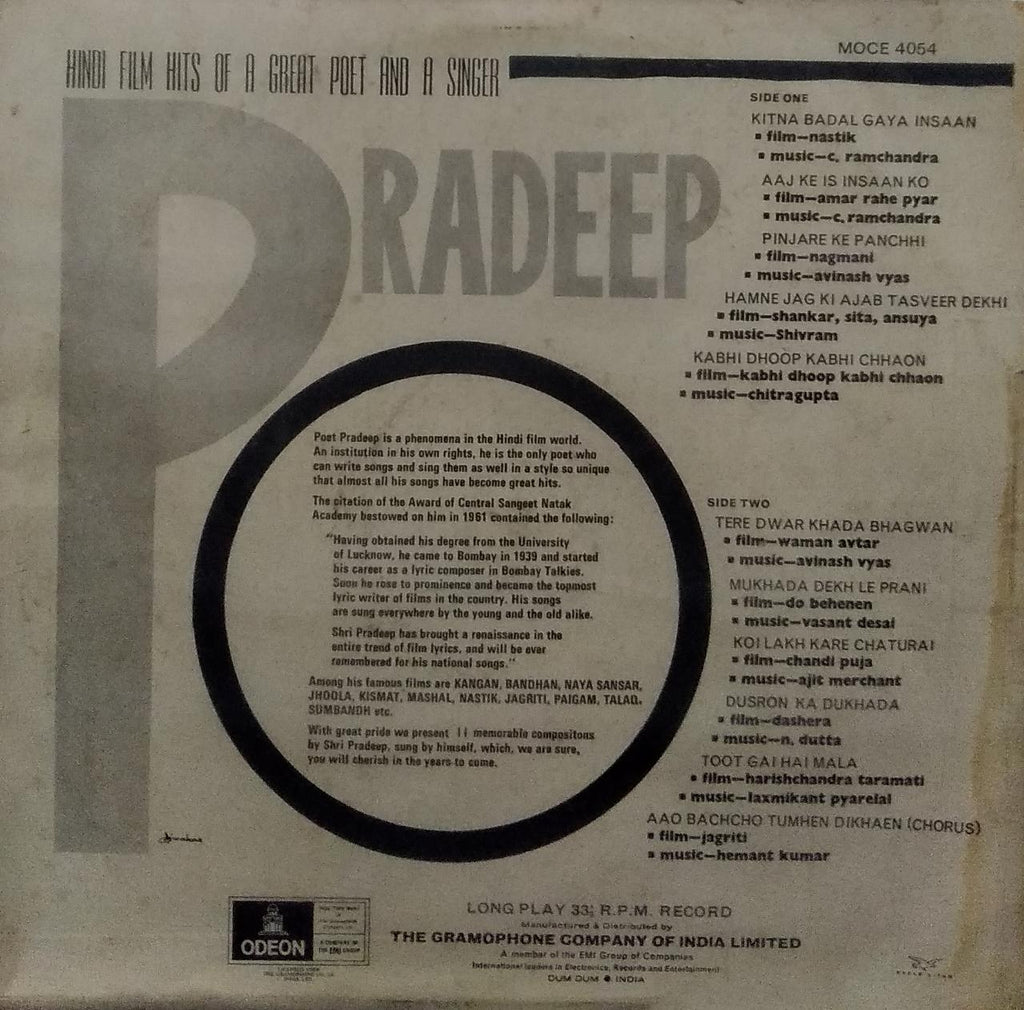 MOCE 4054
HINDI FILM HITS OF A GREAT POET AND A SINGER
PRADEEP
SIDE ONE
KITNA BADAL GAYA INSAAN
▪ film—nastik
▪ music—c. ramchandra
AAJ KE IS INSAAN KO
▪ film—amar rahe pyar
▪ music—c. ramchandra
PINJARE KE PANCHHI
▪ film—nagmani
▪ music—avinash vyas
HAMNE JAG KI AJAB TASVEER DEKHI
▪ film—shankar, sita, ansuya
▪ music—Shivram
KABHI DHOOP KABHI CHHAON
▪ film—kabhi dhoop kabhi chhaon
▪ music—chitragupta
Poet Pradeep is a phenomena in the Hindi film world.
An institution in his own rights, he is the only poet who
can write songs and sing them as well in a style so unique
that almost all his songs have become great hits.
The citation of the Award of Central Sangeet Natak
Academy bestowed on him in 1961 contained the following:
"Having obtained his degree from the University
of Lucknow, he came to Bombay in 1939 and started
his career as a lyric composer in Bombay Talkies.
Soon he rose to prominence and became the topmost
lyric writer of films in the country. His songs
are sung everywhere by the young and the old alike.
Shri Pradeep has brought a renaissance in the
entire trend of film lyrics, and will be ever
remembered for his national songs."
Among his famous films are KANGAN, BANDHAN, NAYA SANSAR,
JHOOLA, KISMAT, MASHAL, NASTIK, JAGRITI, PAIGAM, TALAQ,
SUMBANDH etc.
With great pride we present 11 memorable compositons
by Shri Pradeep, sung by himself, which, we are sure,
you will cherish in the years to come.
SIDE TWO
TERE DWAR KHADA BHAGWAN
▪ film—waman avtar
▪ music—avinash vyas
MUKHADA DEKH LE PRANI
▪ film—do behenen
▪ music—vasant desai
KOI LAKH KARE CHATURAI
▪ film—chandi puja
▪ music—ajit merchant
DUSRON KA DUKHADA
▪ film—dashera
▪ music—n. dutta
TOOT GAI HAI MALA
▪ film—harishchandra taramati
▪ music—laxmikant pyarelal
AAO BACHCHO TUMHEN DIKHAEN (CHORUS)
▪ film—jagriti
▪ music—hemant kumar
ODEON
LONG PLAY 33⅓ R.P.M. RECORD
Manufactured & Distributed by
THE GRAMOPHONE COMPANY OF INDIA LIMITED
A member of the EMI Group of Companies
International leaders in Electronics, Records and Entertainment
DUM DUM ● INDIA